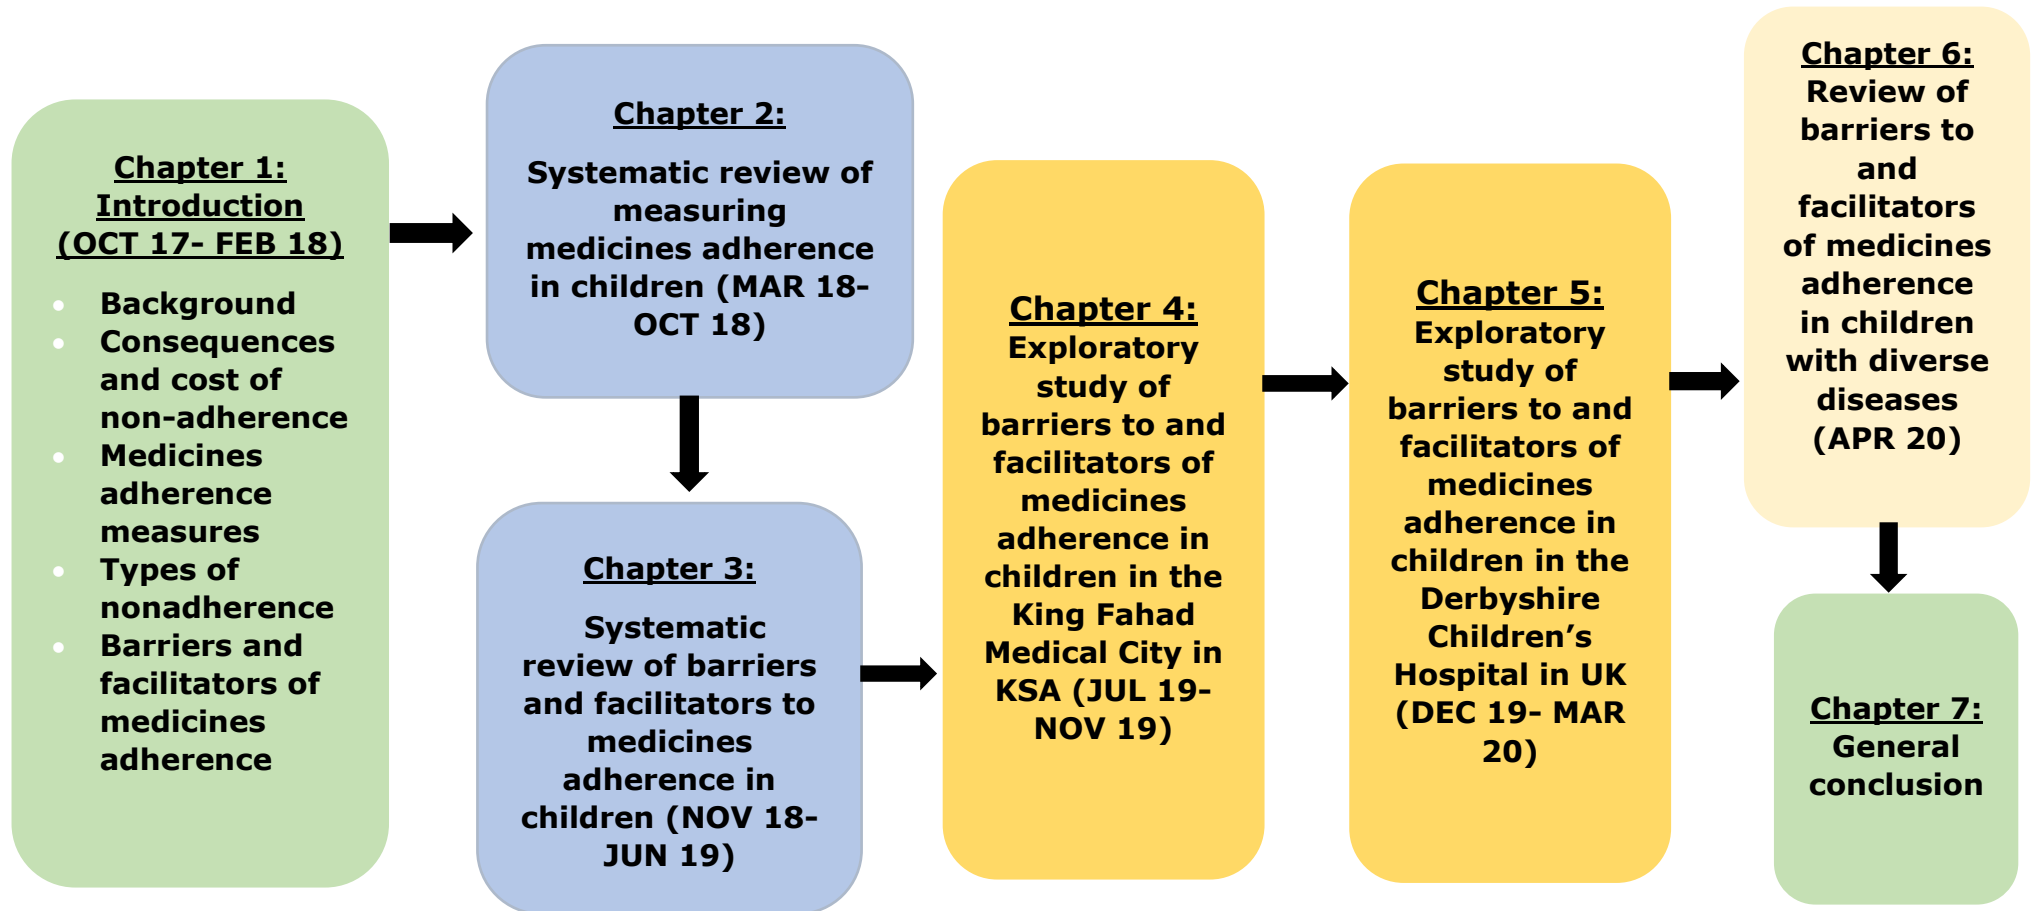 Chapter 1:
Introduction
(OCT 17- FEB 18)
• Background
• Consequences
and cost of
non-adherence
• Medicines
adherence
measures
• Types of
nonadherence
• Barriers and
facilitators of
medicines
adherence
Chapter 2:
Systematic review of
measuring
medicines adherence
in children (MAR 18-
OCT 18)
Chapter 3:
Systematic
review of barriers
and facilitators to
medicines
adherence in
children (NOV 18-
JUN 19)
Chapter 4:
Exploratory
study of
barriers to and
facilitators of
medicines
adherence in
children in the
King Fahad
Medical City in
KSA (JUL 19-
NOV 19)
Chapter 5:
Exploratory
study of
barriers to and
facilitators of
medicines
adherence in
children in the
Derbyshire
Children’s
Hospital in UK
(DEC 19- MAR
20)
Chapter 6:
Review of
barriers to
and
facilitators
of medicines
adherence
in children
with diverse
diseases
(APR 20)
Chapter 7:
General
conclusion